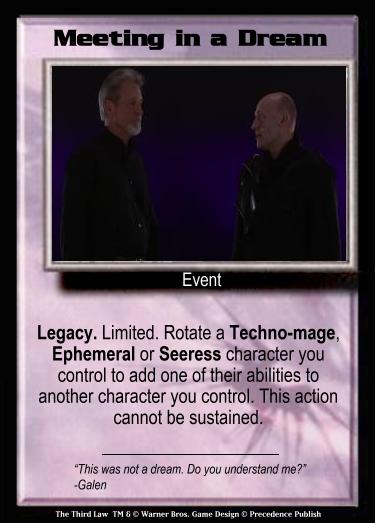 Meeting in a Dream
Event
Legacy. Limited. Rotate a Techno-mage,
Ephemeral or Seeress character you
control to add one of their abilities to
another character you control. This action
cannot be sustained.
“This was not a dream. Do you understand me?”
-Galen
The Third Law TM & © Warner Bros. Game Design © Precedence Publish